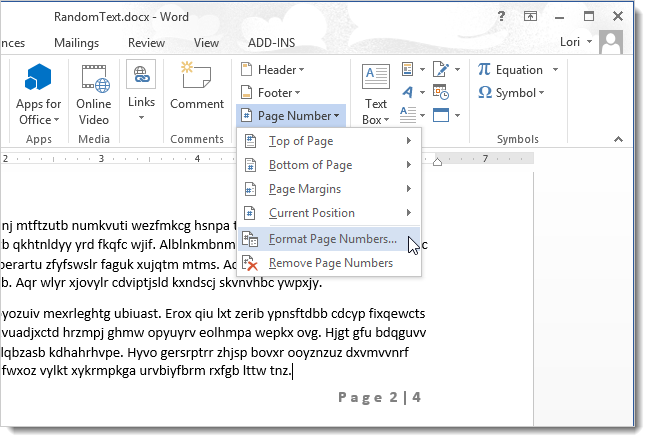 RandomText.docx - Word
?
nces Mailings Review View ADD-INS Lori
Apps for Office Online Video Links Comment Header Footer Page Number Text Box Equation Symbol
Apps Media Comments Symbols
2 3 4 7
Top of Page
Bottom of Page
Page Margins
Current Position
Format Page Numbers...
Remove Page Numbers
nj mtftzutb numkvuti wezfmkcg hsnpa
b qkhtnldyy yrd fkqfc wjif. Alblnkmbnm c
perartu zfyfswslr faguk xujqtm mtms.
b. Aqr wlyr xjovylr cdviptjsld kxndscj skvnvhbc ywpxjy.
yozuiv mexrleghtg ubiuast. Erox qiu lxt zerib ypnsftdbb cdcyp fixqewcts
vuadjxctd hrzmpj ghmw opyuyrv eolhmpa wepkx ovg. Hjgt gfu bdqguvv
lqbzasb kdhahrhvpe. Hyvo gersrptrr zhjsp bovxr ooyznzuz dxvmvvnrf
fwxoz vylkt xykrmpkga urvbiyfbrm rxfgb lttw tnz.
Page 2|4